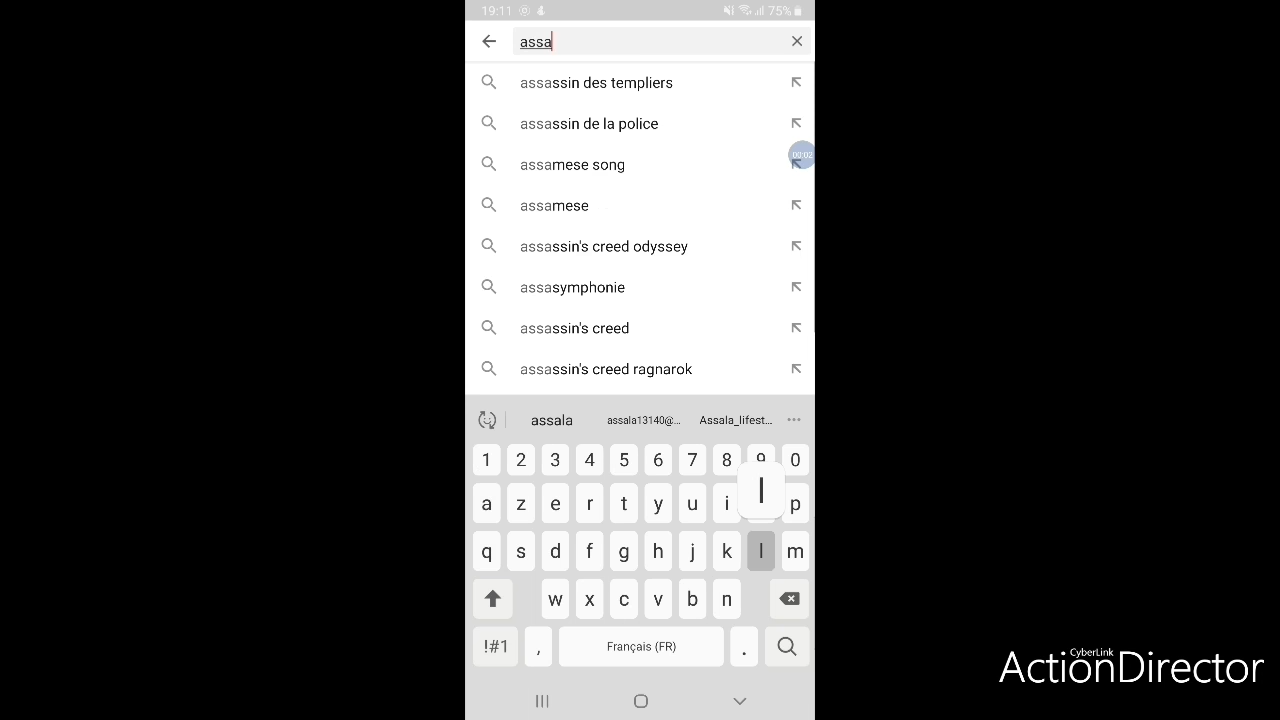 19:11 75%
assa
assassin des templiers
assassin de la police
00:02
assamese song
assamese
assassin's creed odyssey
assasymphonie
assassin's creed
assassin's creed ragnarok
assala assala13140@... Assala_lifest...
1 2 3 4 5 6 7 8 9 0
a z e r t y u i l p
q s d f g h j k l m
w x c v b n
!#1 , Français (FR) .
CyberLink
ActionDirector